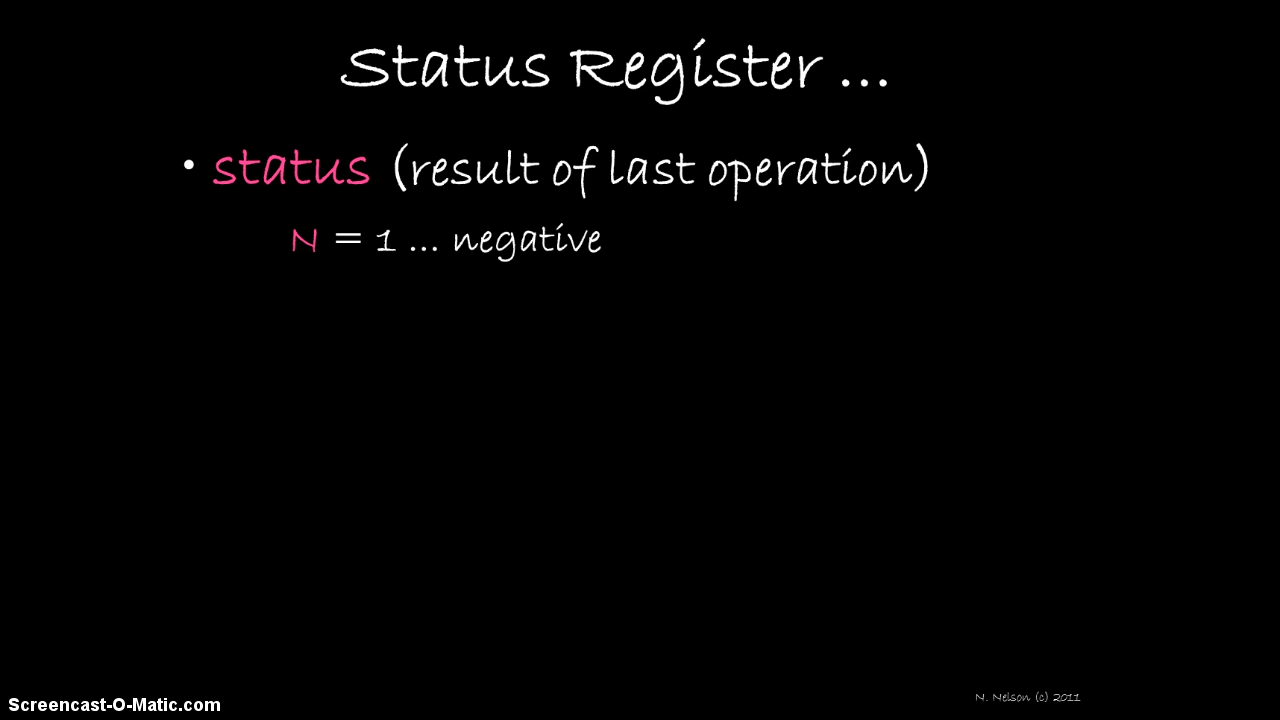 Status Register ...
• status (result of last operation)
N = 1 ... negative
N. Nelson (c) 2011
Screencast-O-Matic.com